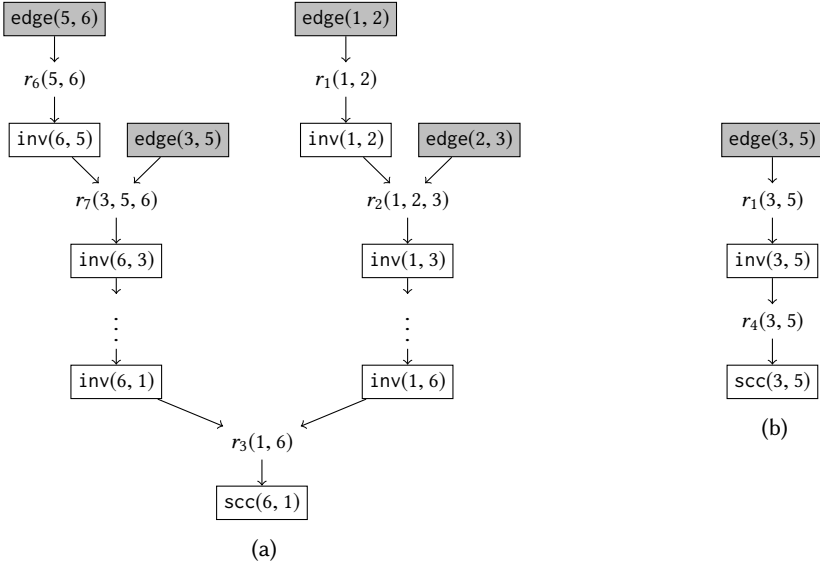 edge(5, 6)
edge(1, 2)
r₆(5, 6)
r₁(1, 2)
inv(6, 5)
edge(3, 5)
inv(1, 2)
edge(2, 3)
edge(3, 5)
r₇(3, 5, 6)
r₂(1, 2, 3)
r₁(3, 5)
inv(6, 3)
inv(1, 3)
inv(3, 5)
r₄(3, 5)
inv(6, 1)
inv(1, 6)
scc(3, 5)
(b)
r₃(1, 6)
scc(6, 1)
(a)